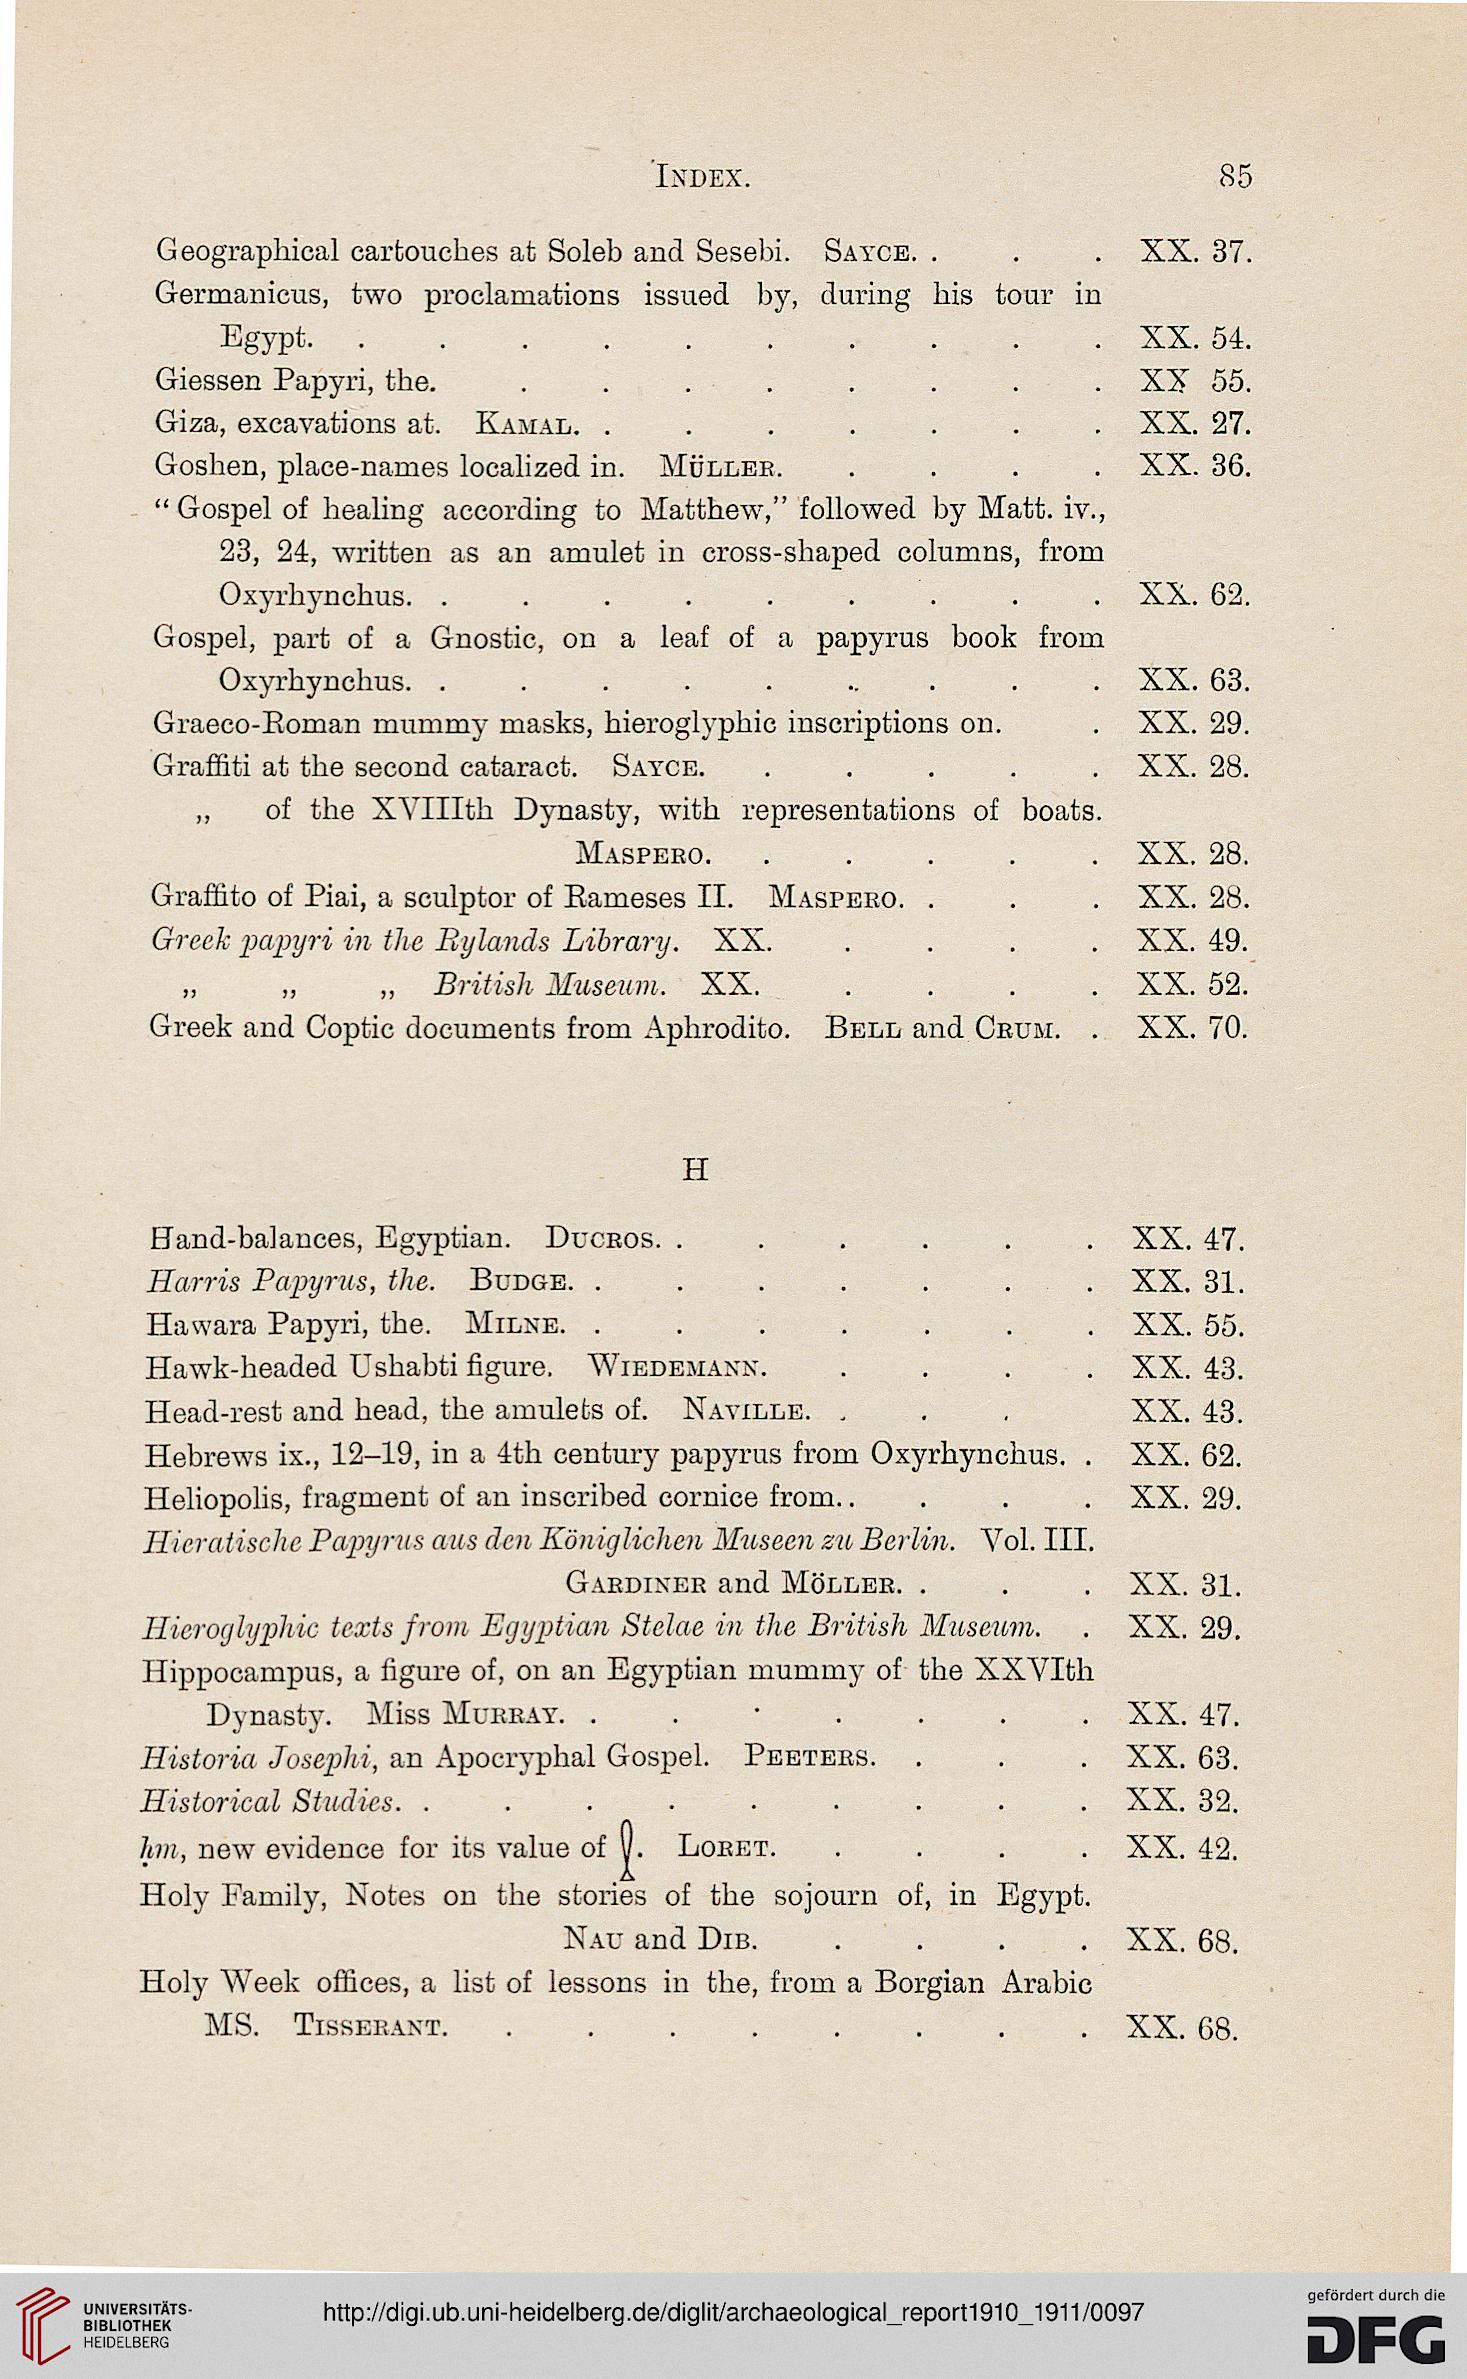 Index. 85
Geographical cartouches at Soleb and Sesebi. Sayce. . . . XX. 37.
Germanicus, two proclamations issued by, during his tour in
Egypt. . . . . . . . . . . XX. 54.
Giessen Papyri, the. . . . . . . . . XX 55.
Giza, excavations at. Kamal. . . . . . . . XX. 27.
Goshen, place-names localized in. Müller. . . . . XX. 36.
“Gospel of healing according to Matthew,” followed by Matt. iv.,
23, 24, written as an amulet in cross-shaped columns, from
Oxyrhynchus. . . . . . . . . . XX. 62.
Gospel, part of a Gnostic, on a leaf of a papyrus book from
Oxyrhynchus. . . . . . . . . . XX. 63.
Graeco-Roman mummy masks, hieroglyphic inscriptions on. . XX. 29.
Graffiti at the second cataract. Sayce. . . . . . XX. 28.
„ of the XVIIIth Dynasty, with representations of boats.
Maspero. . . . . . XX. 28.
Graffito of Piai, a sculptor of Rameses II. Maspero. . . . XX. 28.
Greek papyri in the Rylands Library. XX. . . . . XX. 49.
„ „ „ British Museum. XX. . . . . XX. 52.
Greek and Coptic documents from Aphrodito. Bell and Crum. . XX. 70.
H
Hand-balances, Egyptian. Ducros. . . . . . . XX. 47.
Harris Papyrus, the. Budge. . . . . . . . XX. 31.
Hawara Papyri, the. Milne. . . . . . . . XX. 55.
Hawk-headed Ushabti figure. Wiedemann. . . . . XX. 43.
Head-rest and head, the amulets of. Naville. . . . XX. 43.
Hebrews ix., 12–19, in a 4th century papyrus from Oxyrhynchus. . XX. 62.
Heliopolis, fragment of an inscribed cornice from. . . . . XX. 29.
Hieratische Papyrus aus den Königlichen Museen zu Berlin. Vol. III.
Gardiner and Möller. . . . XX. 31.
Hieroglyphic texts from Egyptian Stelae in the British Museum. . XX. 29.
Hippocampus, a figure of, on an Egyptian mummy of the XXVIth
Dynasty. Miss Murray. . . . . . . . XX. 47.
Historia Josephi, an Apocryphal Gospel. Peeters. . . . XX. 63.
Historical Studies. . . . . . . . . . XX. 32.
ḥm, new evidence for its value of . Loret. . . . . XX. 42.
Holy Family, Notes on the stories of the sojourn of, in Egypt.
Nau and Dib. . . . . XX. 68.
Holy Week offices, a list of lessons in the, from a Borgian Arabic
MS. Tisserant. . . . . . . . . XX. 68.
UNIVERSITÄTS-
BIBLIOTHEK
HEIDELBERG
http://digi.ub.uni-heidelberg.de/diglit/archaeological_report1910_1911/0097
gefördert durch die
DFG